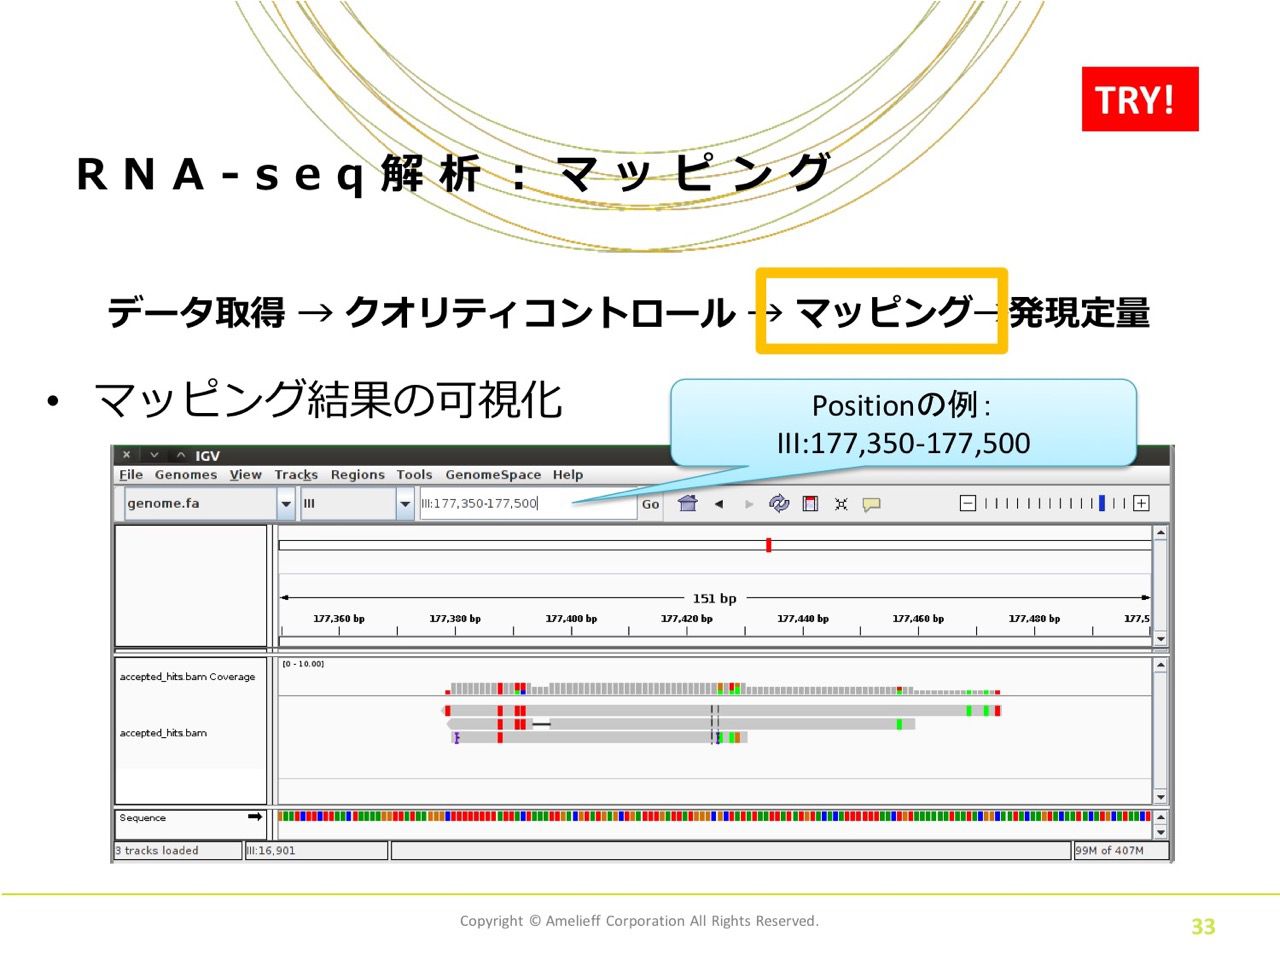 TRY!
RNA-seq解析：マッピング
データ取得 → クオリティコントロール → マッピング→発現定量
• マッピング結果の可視化
Positionの例：
III:177,350-177,500
IGV
File Genomes View Tracks Regions Tools GenomeSpace Help
genome.fa III III:177,350-177,500 Go
151 bp
177,360 bp 177,380 bp 177,400 bp 177,420 bp 177,440 bp 177,460 bp 177,480 bp 177,5
[0 - 10.00]
accepted_hits.bam Coverage
accepted_hits.bam
Sequence
3 tracks loaded III:16,901 99M of 407M
Copyright © Amelieff Corporation All Rights Reserved.
33